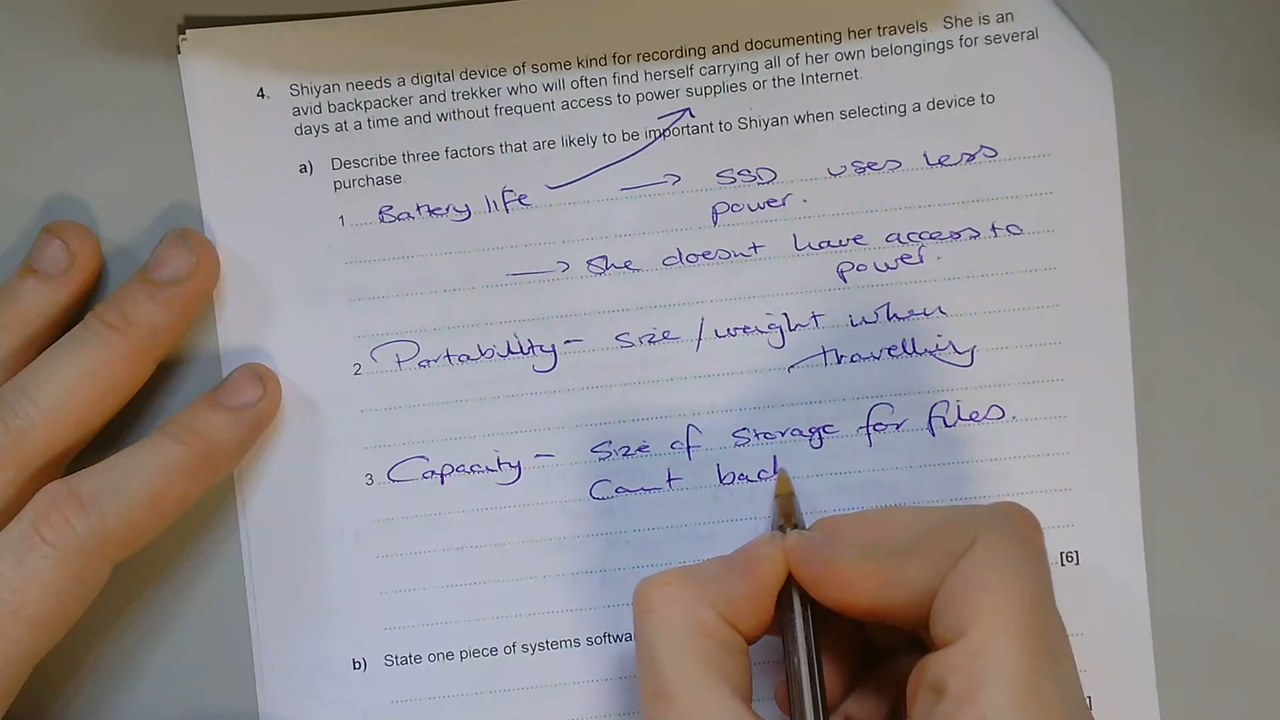 4. Shiyan needs a digital device of some kind for recording and documenting her travels. She is an
avid backpacker and trekker who will often find herself carrying all of her own belongings for several
days at a time and without frequent access to power supplies or the Internet.
a) Describe three factors that are likely to be important to Shiyan when selecting a device to
purchase.
1 Battery life → SSD uses less
power.
→ She doesnt have access to
power.
2 Portability - size / weight when
travelling
3 Capacity - Size of storage for files.
Cant back
[6]
b) State one piece of systems softwa
]